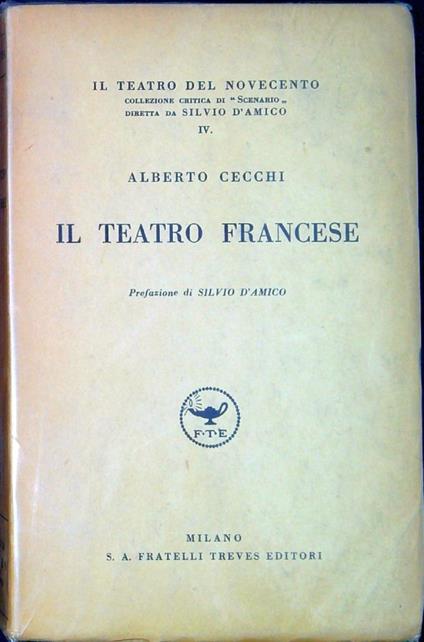 IL TEATRO DEL NOVECENTO
COLLEZIONE CRITICA DI "SCENARIO„
DIRETTA DA SILVIO D'AMICO
IV.
ALBERTO CECCHI
IL TEATRO FRANCESE
Prefazione di SILVIO D'AMICO
F·T·E
MILANO
S. A. FRATELLI TREVES EDITORI